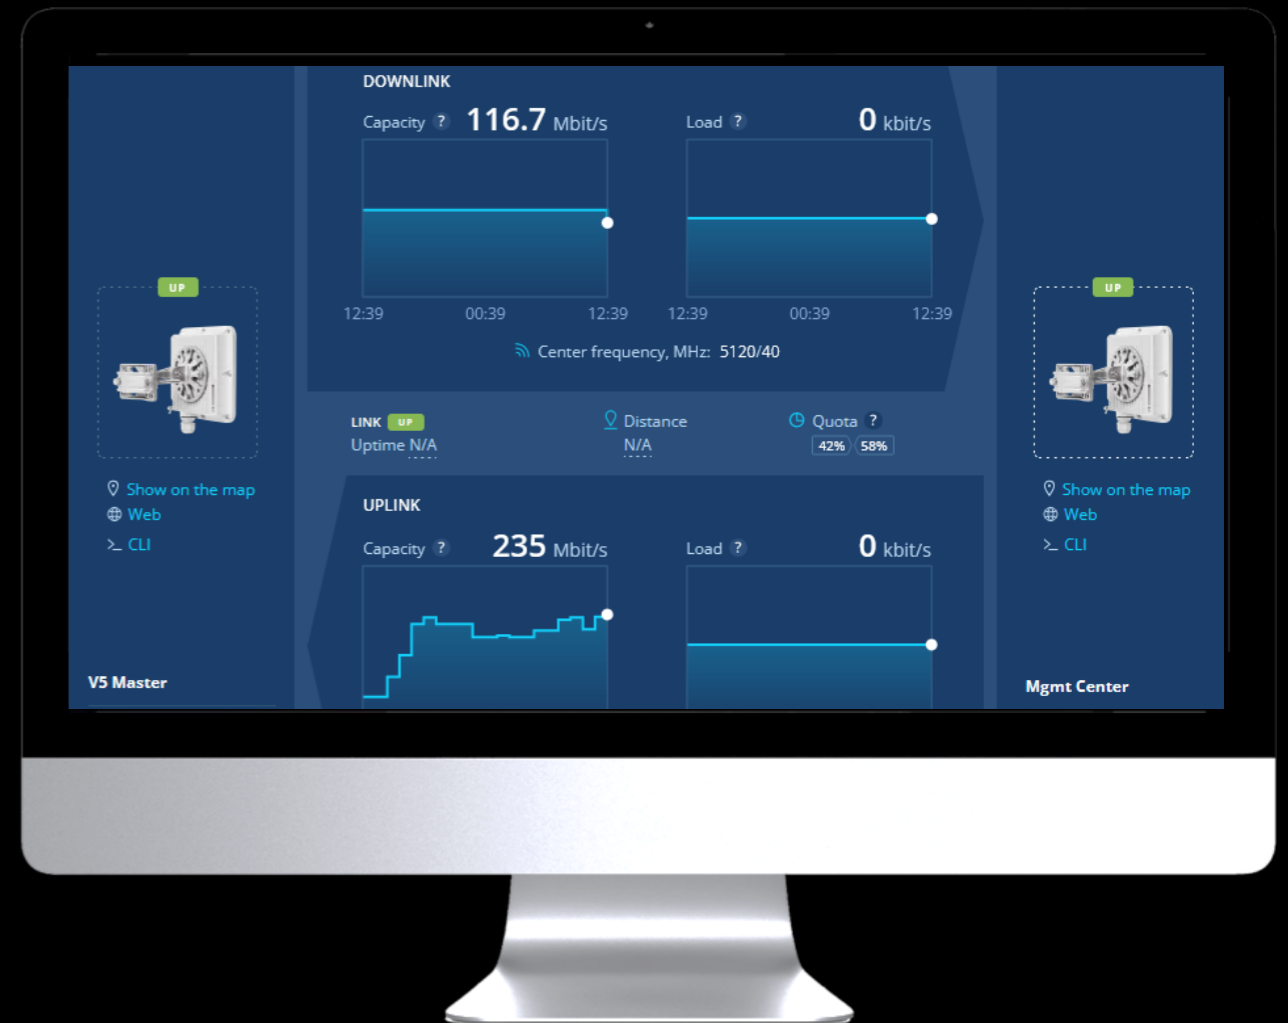 DOWNLINK
Capacity ? 116.7 Mbit/s
Load ? 0 kbit/s
12:39 00:39 12:39
12:39 00:39 12:39
Center frequency, MHz: 5120/40
UP
Show on the map
Web
>_ CLI
V5 Master
LINK UP
Uptime N/A
Distance
N/A
Quota ?
42% 58%
UPLINK
Capacity ? 235 Mbit/s
Load ? 0 kbit/s
UP
Show on the map
Web
>_ CLI
Mgmt Center